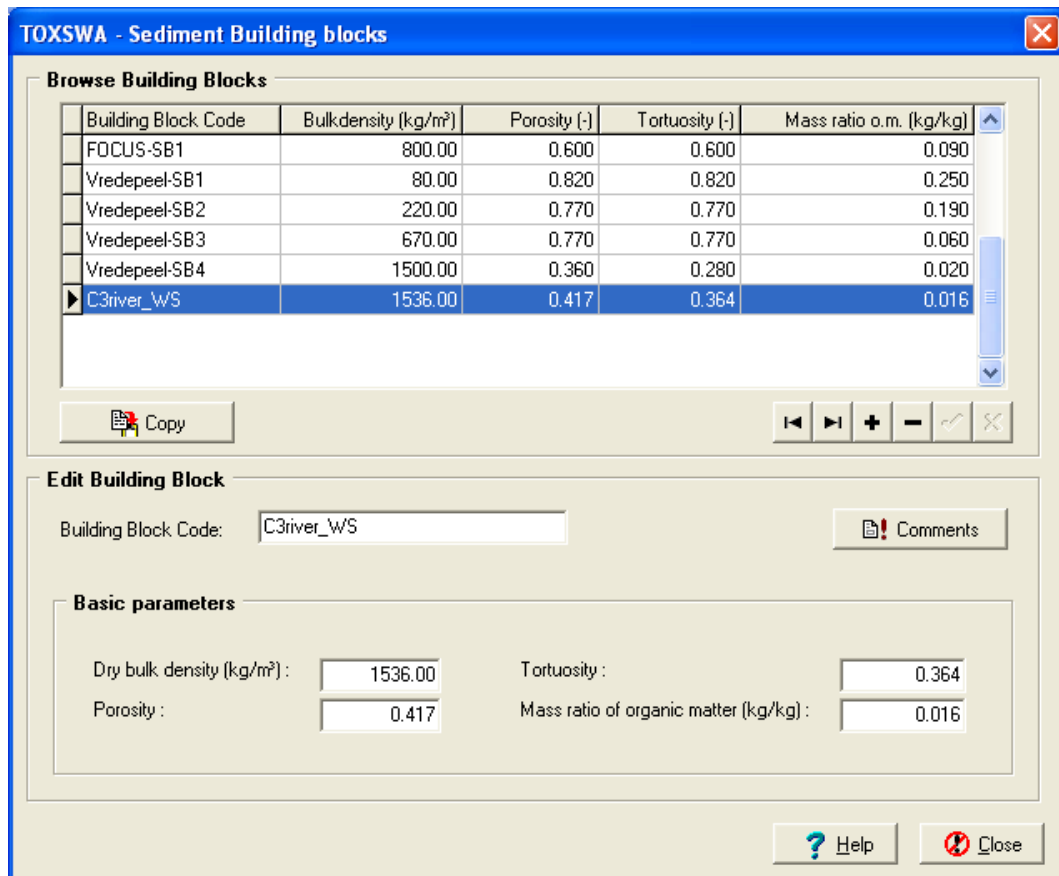 TOXSWA - Sediment Building blocks
Browse Building Blocks
Building Block Code Bulkdensity (kg/m³) Porosity (-) Tortuosity (-) Mass ratio o.m. (kg/kg)
FOCUS-SB1 800.00 0.600 0.600 0.090
Vredepeel-SB1 80.00 0.820 0.820 0.250
Vredepeel-SB2 220.00 0.770 0.770 0.190
Vredepeel-SB3 670.00 0.770 0.770 0.060
Vredepeel-SB4 1500.00 0.360 0.280 0.020
C3river_WS 1536.00 0.417 0.364 0.016
Copy
Edit Building Block
Building Block Code: C3river_WS Comments
Basic parameters
Dry bulk density (kg/m³) : 1536.00 Tortuosity : 0.364
Porosity : 0.417 Mass ratio of organic matter (kg/kg) : 0.016
Help Close